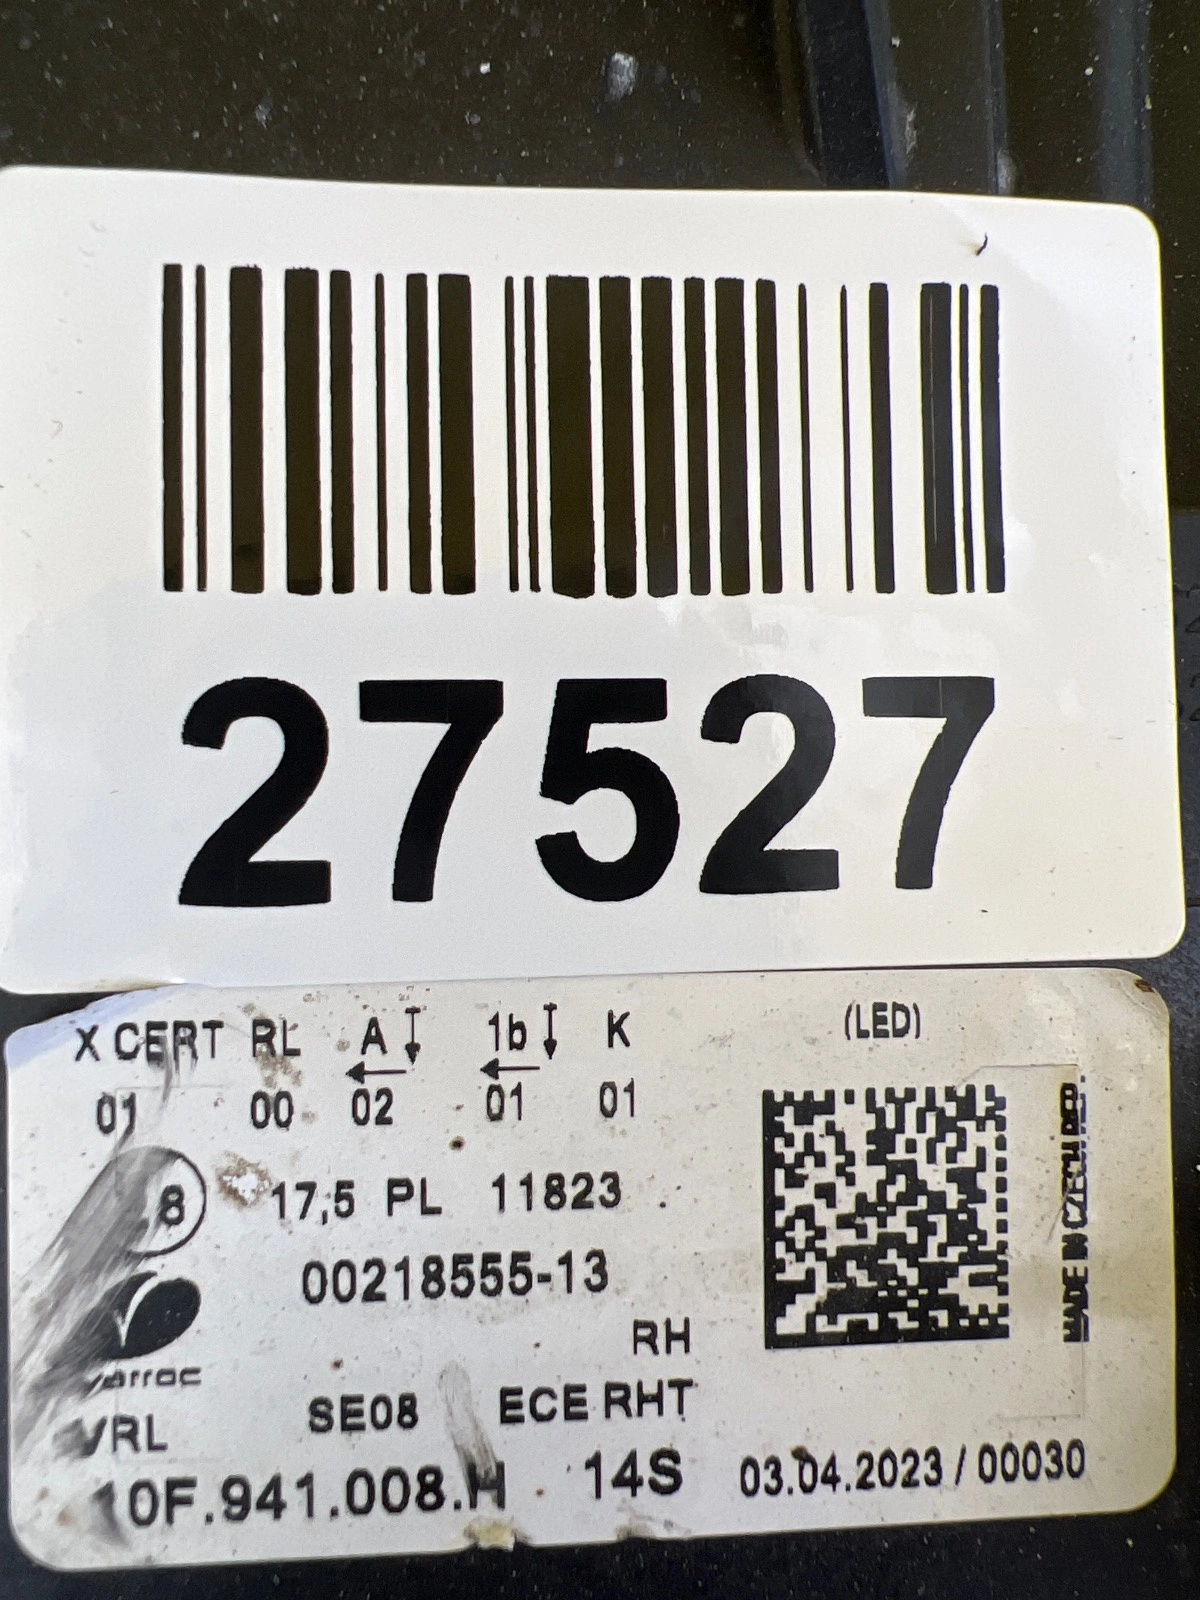 27527
X CERT RL A 1b K (LED)
01 00 02 01 01
8 17,5 PL 11823 .
00218555-13
RH
varroc
VRL SE08 ECE RHT
10F.941.008.H 14S 03.04.2023 / 00030
MADE IN CZECH REP.